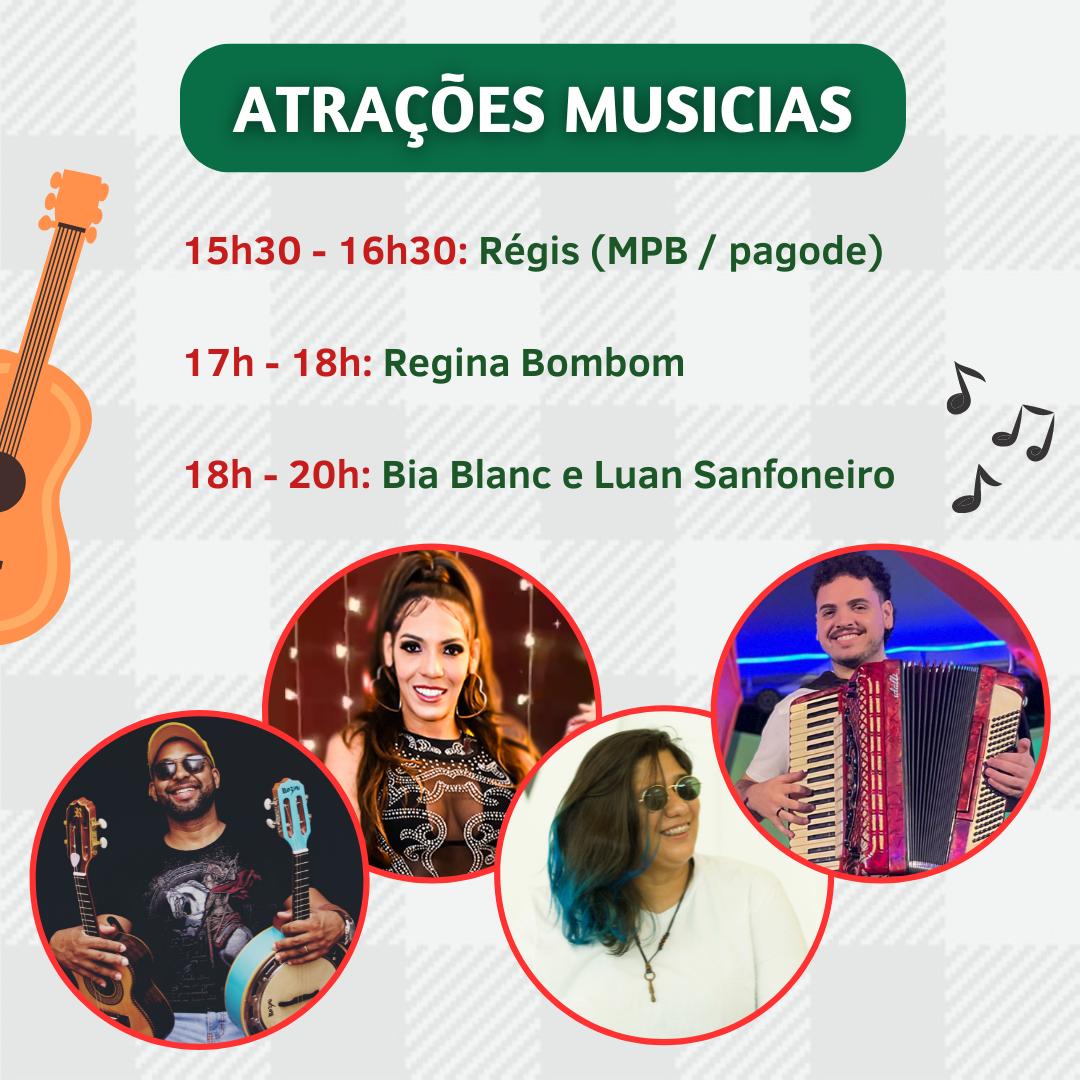 ATRAÇÕES MUSICIAS
15h30 - 16h30: Régis (MPB / pagode)
17h - 18h: Regina Bombom
18h - 20h: Bia Blanc e Luan Sanfoneiro